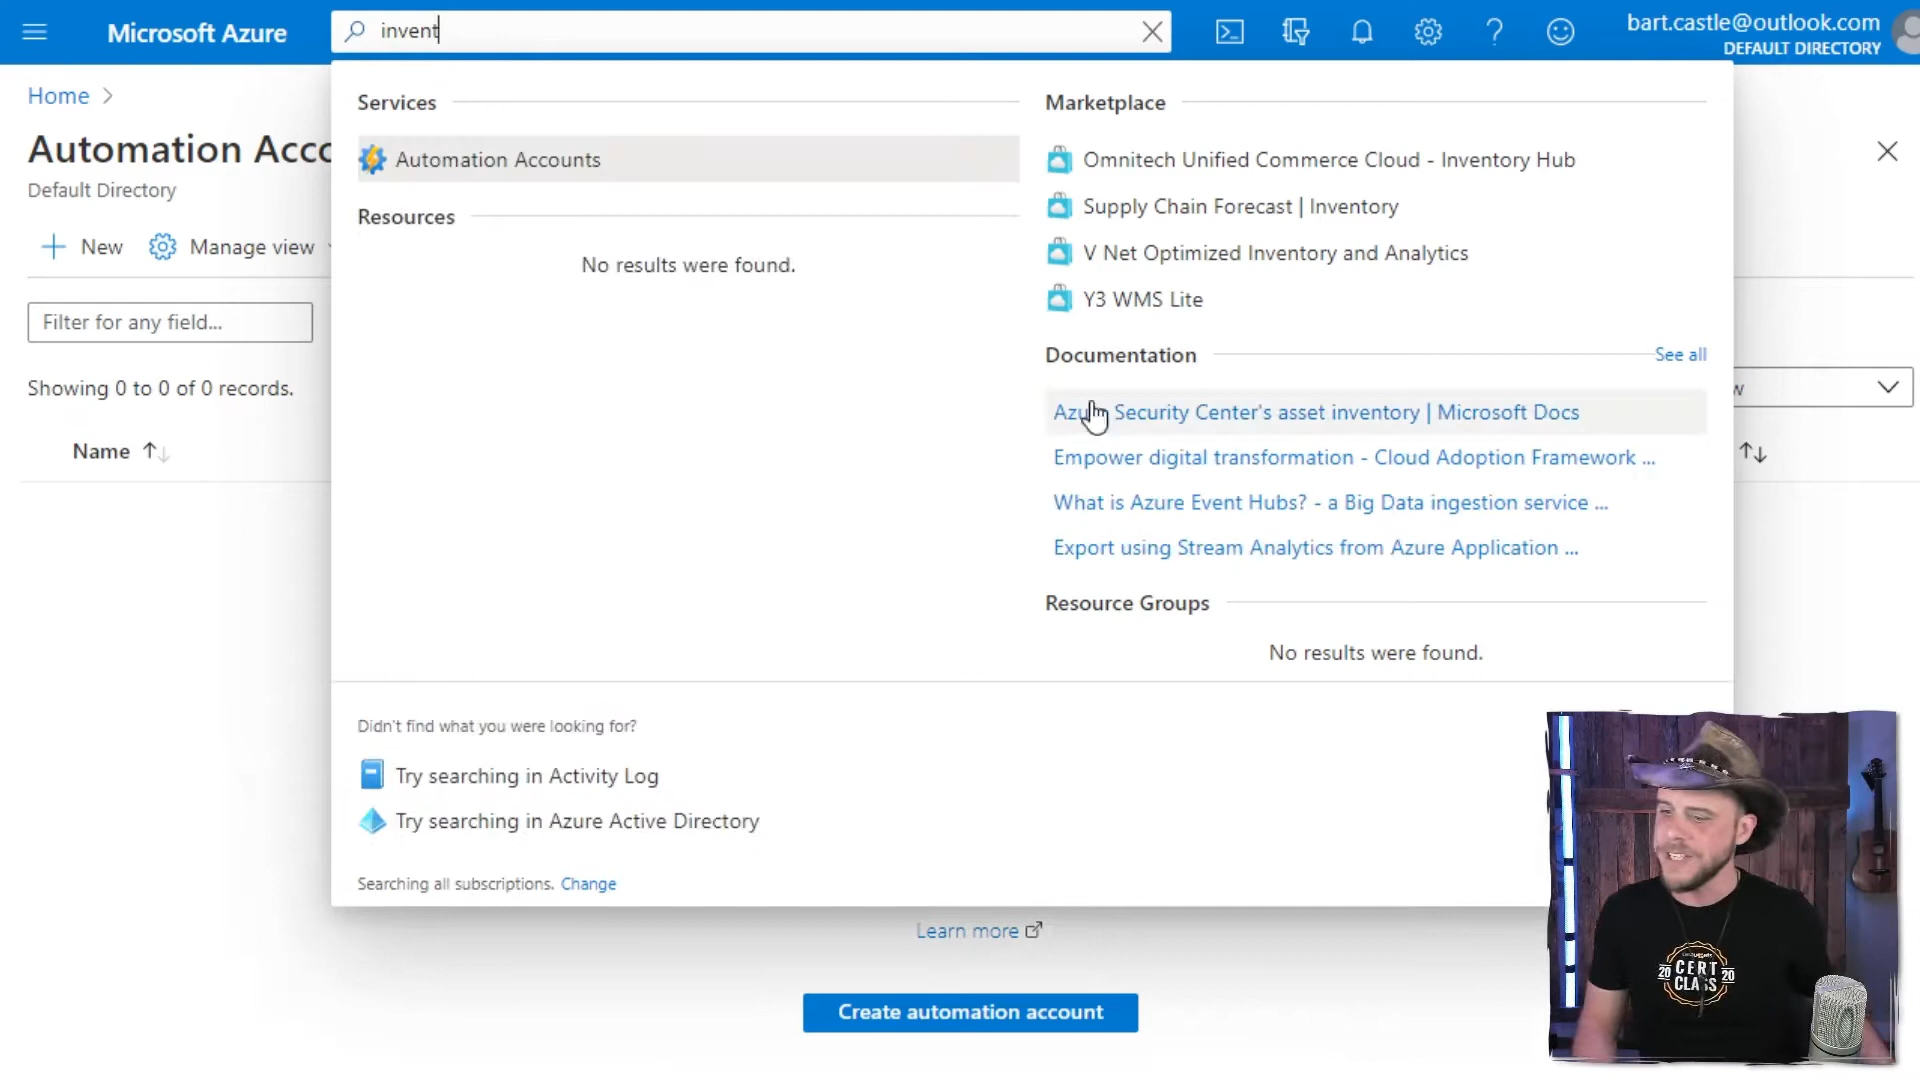 Microsoft Azure
invent
bart.castle@outlook.com
DEFAULT DIRECTORY
Home
Automation Acco
Default Directory
New
Manage view
Filter for any field...
Showing 0 to 0 of 0 records.
Name
Services
Automation Accounts
Resources
No results were found.
Marketplace
Omnitech Unified Commerce Cloud - Inventory Hub
Supply Chain Forecast | Inventory
V Net Optimized Inventory and Analytics
Y3 WMS Lite
Documentation
See all
Security Center's asset inventory | Microsoft Docs
Empower digital transformation - Cloud Adoption Framework ...
What is Azure Event Hubs? - a Big Data ingestion service ...
Export using Stream Analytics from Azure Application ...
Resource Groups
No results were found.
Didn't find what you were looking for?
Try searching in Activity Log
Try searching in Azure Active Directory
Searching all subscriptions. Change
Learn more
Create automation account
20 CERT 20
CLASS